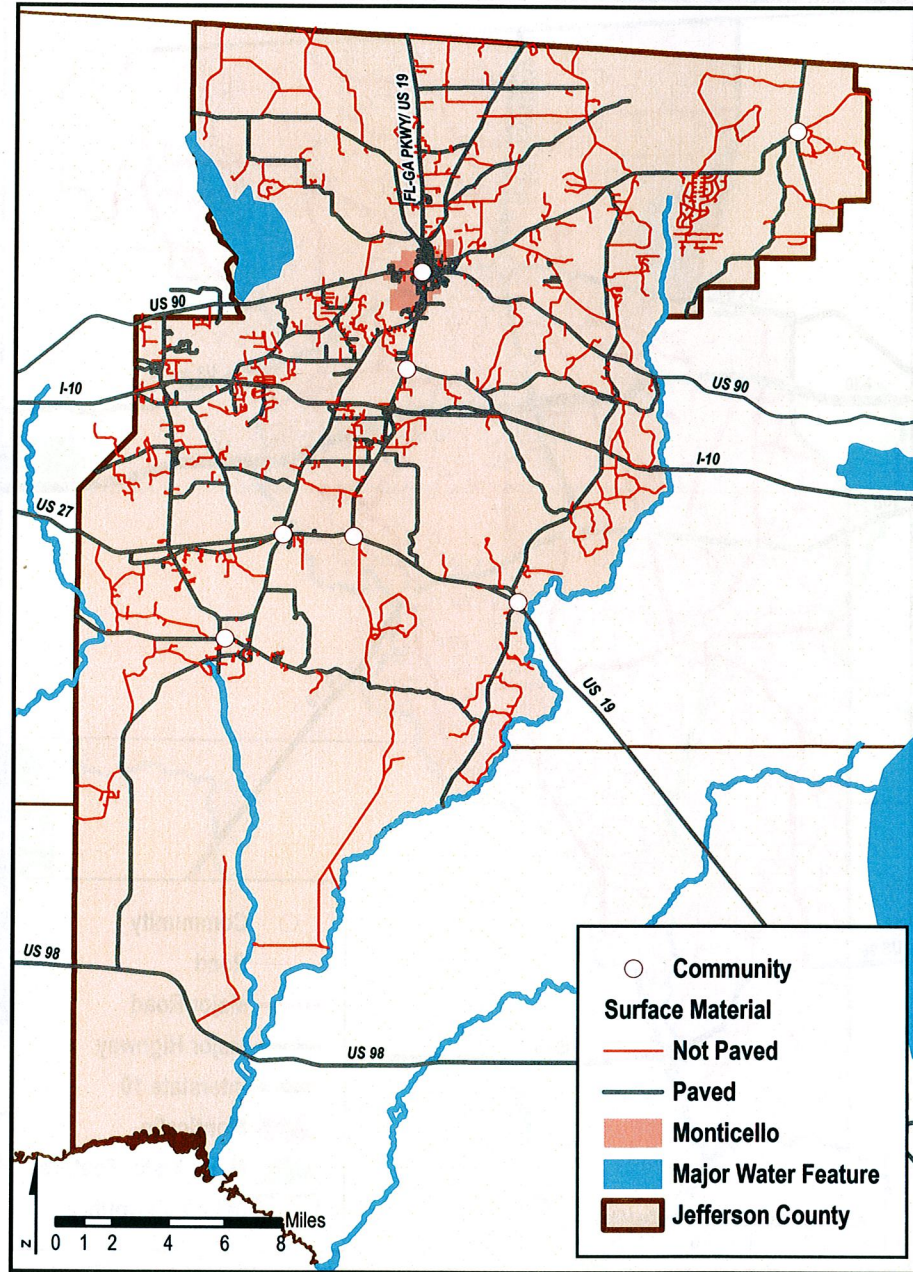 FL-GA PKWY/ US 19
US 90
I-10
US 90
I-10
US 27
US 19
US 98
US 98
Community
Surface Material
Not Paved
Paved
Monticello
Major Water Feature
Jefferson County
Miles
0 1 2 4 6 8
N